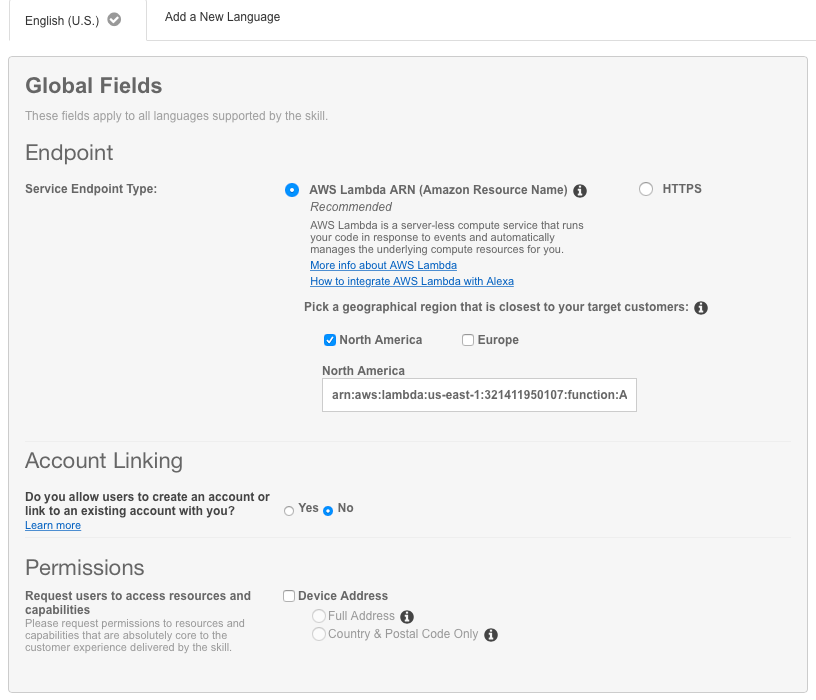 English (U.S.)
Add a New Language
Global Fields
These fields apply to all languages supported by the skill.
Endpoint
Service Endpoint Type:
AWS Lambda ARN (Amazon Resource Name)
HTTPS
Recommended
AWS Lambda is a server-less compute service that runs
your code in response to events and automatically
manages the underlying compute resources for you.
More info about AWS Lambda
How to integrate AWS Lambda with Alexa
Pick a geographical region that is closest to your target customers:
North America
Europe
North America
arn:aws:lambda:us-east-1:321411950107:function:A
Account Linking
Do you allow users to create an account or
link to an existing account with you?
Learn more
Yes
No
Permissions
Request users to access resources and
capabilities
Please request permissions to resources and
capabilities that are absolutely core to the
customer experience delivered by the skill.
Device Address
Full Address
Country & Postal Code Only